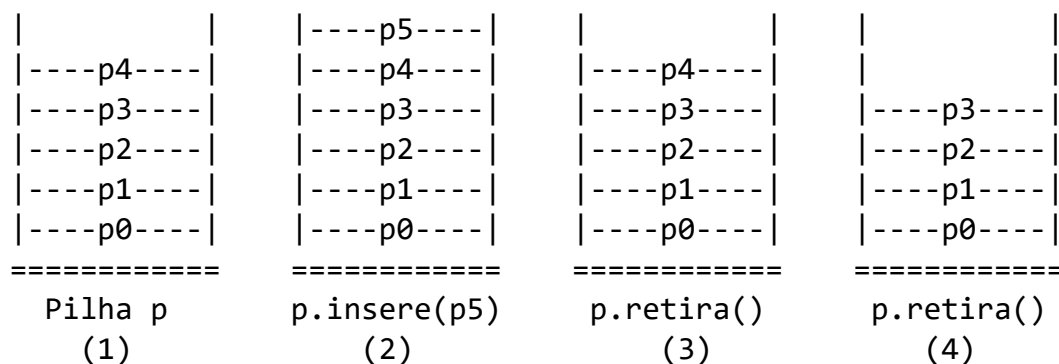 |          |    |----p5----|    |          |    |          |
|----p4----|    |----p4----|    |----p4----|    |          |
|----p3----|    |----p3----|    |----p3----|    |----p3----|
|----p2----|    |----p2----|    |----p2----|    |----p2----|
|----p1----|    |----p1----|    |----p1----|    |----p1----|
|----p0----|    |----p0----|    |----p0----|    |----p0----|
============    ============    ============    ============
Pilha p    p.insere(p5)    p.retira()    p.retira()
(1)    (2)    (3)    (4)